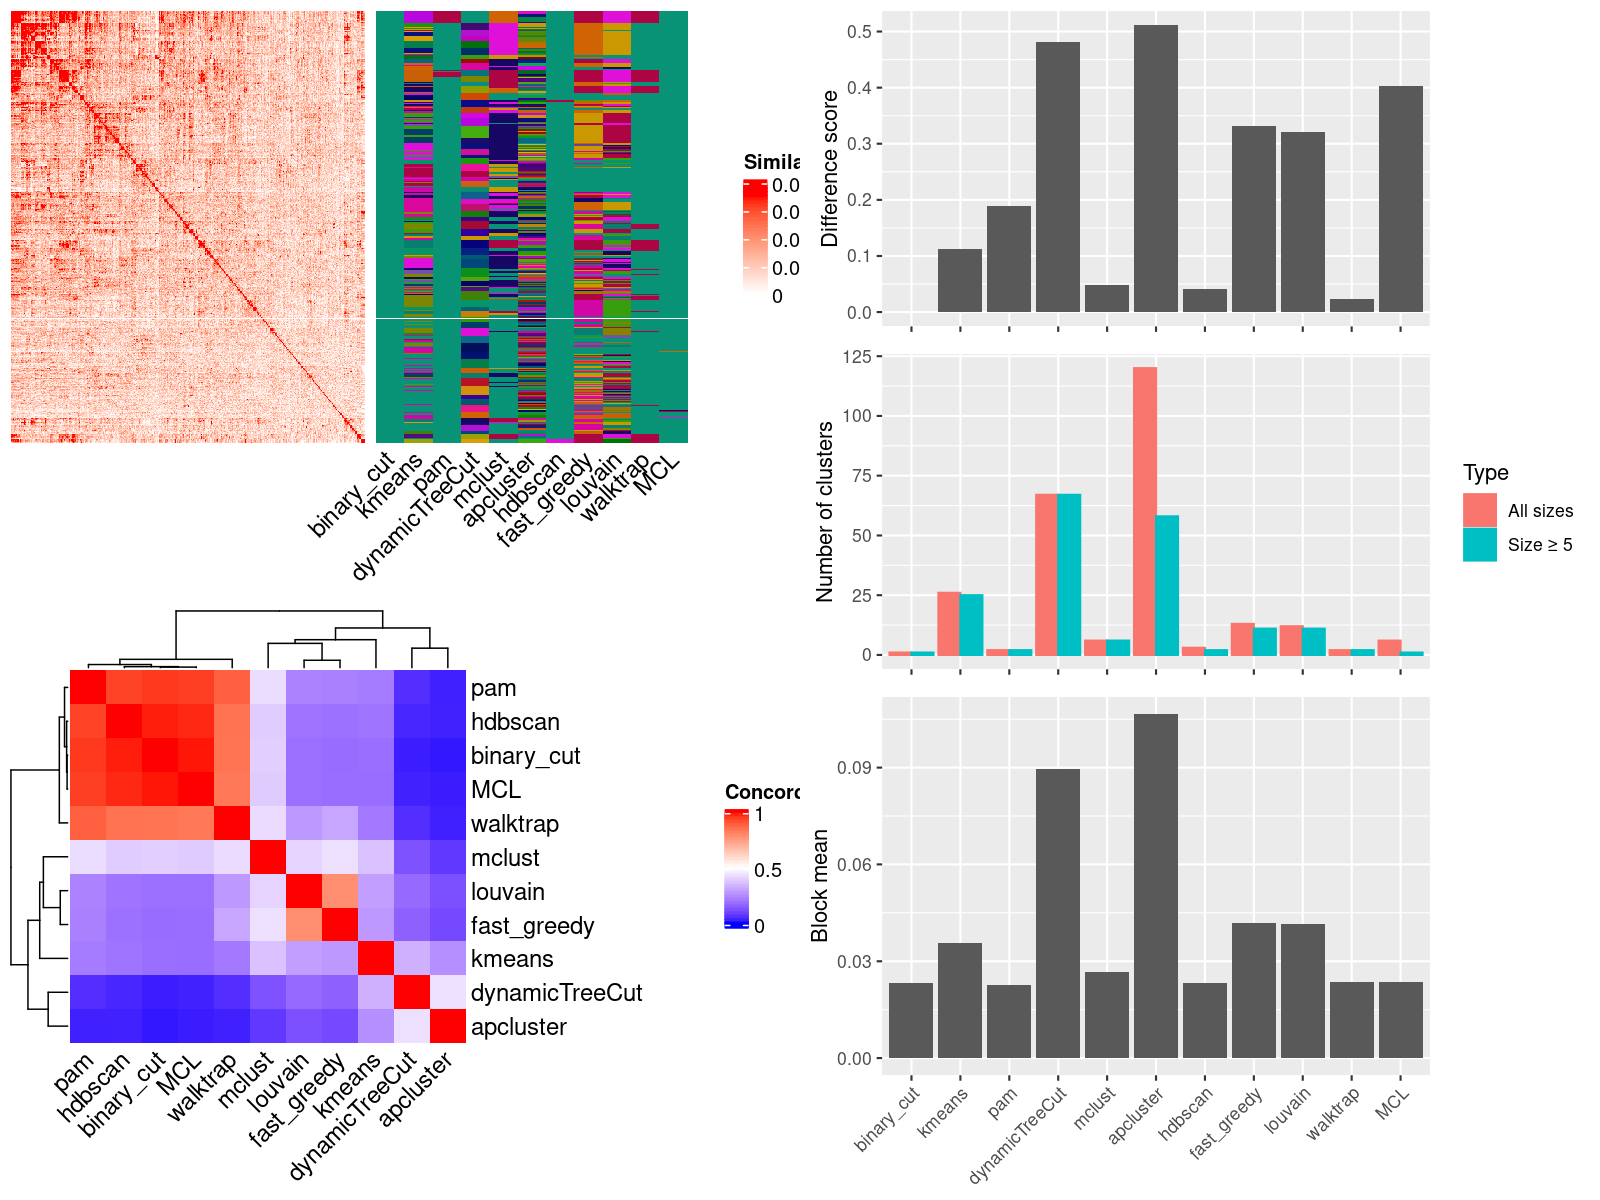 Simila
0.0
0.0
0.0
0.0
0
binary_cut
kmeans
pam
dynamicTreeCut
mclust
apcluster
hdbscan
fast_greedy
louvain
walktrap
MCL
pam
hdbscan
binary_cut
MCL
walktrap
mclust
louvain
fast_greedy
kmeans
dynamicTreeCut
apcluster
pam
hdbscan
binary_cut
MCL
walktrap
mclust
louvain
fast_greedy
kmeans
dynamicTreeCut
apcluster
Concord
1
0.5
0
Difference score
0.5
0.4
0.3
0.2
0.1
0.0
Number of clusters
125
100
75
50
25
0
Type
All sizes
Size ≥ 5
Block mean
0.09
0.06
0.03
0.00
binary_cut
kmeans
pam
dynamicTreeCut
mclust
apcluster
hdbscan
fast_greedy
louvain
walktrap
MCL